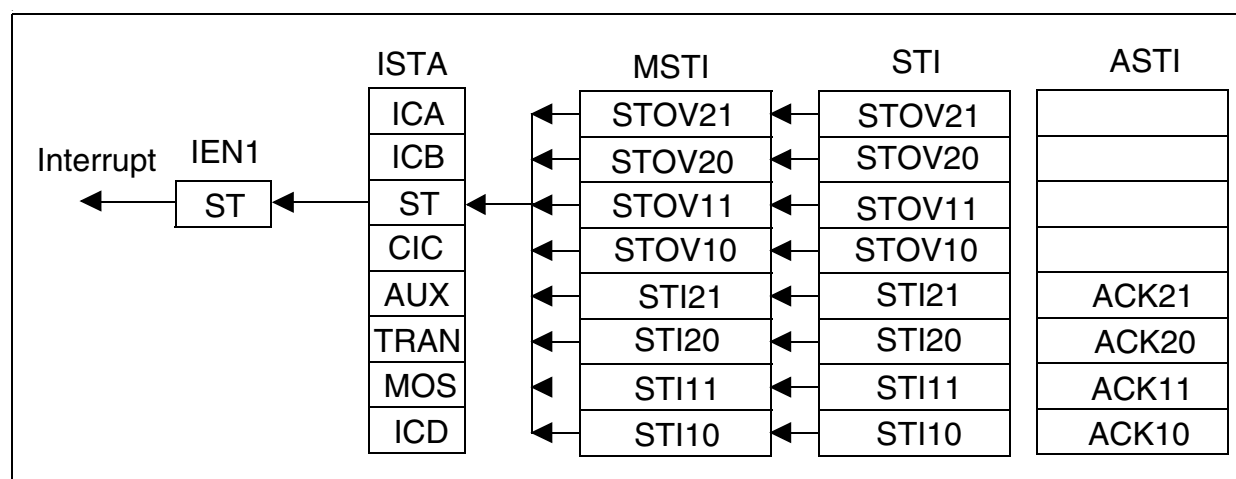 ISTA MSTI STI ASTI
ICA STOV21 STOV21
Interrupt IEN1 ICB STOV20 STOV20
ST ST STOV11 STOV11
CIC STOV10 STOV10
AUX STI21 STI21 ACK21
TRAN STI20 STI20 ACK20
MOS STI11 STI11 ACK11
ICD STI10 STI10 ACK10